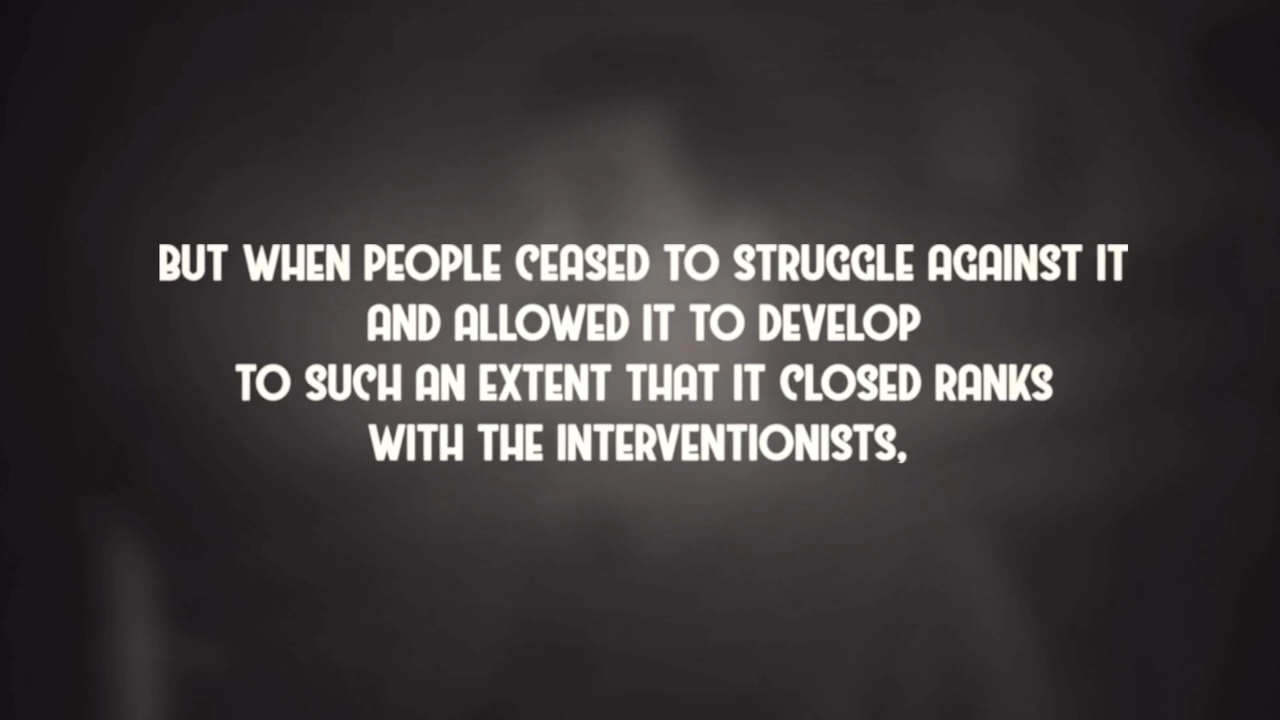 BUT WHEN PEOPLE CEASED TO STRUGGLE AGAINST IT
AND ALLOWED IT TO DEVELOP
TO SUCH AN EXTENT THAT IT CLOSED RANKS
WITH THE INTERVENTIONISTS,